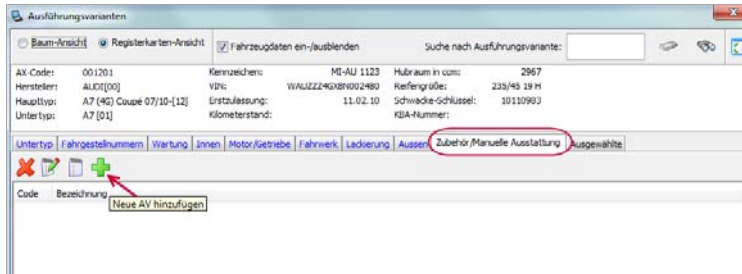 Ausführungsvarianten
Baum-Ansicht Registerkarten-Ansicht Fahrzeugdaten ein-/ausblenden Suche nach Ausführungsvariante:
AX-Code: 001201 Kennzeichen: MI-AU 1123 Hubraum in ccm: 2967
Hersteller: AUDI[00] VIN: WAUZZZ4GXBN002480 Reifengröße: 235/45 19 H
Haupttyp: A7 (4G) Coupé 07/10-[12] Erstzulassung: 11.02.10 Schwacke-Schlüssel: 10110983
Untertyp: A7 [01] Kilometerstand: KBA-Nummer:
Untertyp Fahrgestellnummern Wartung Innen Motor/Getriebe Fahrwerk Lackierung Aussen Zubehör/Manuelle Ausstattung Ausgewählte
Code Bezeichnung
Neue AV hinzufügen